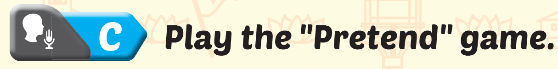 C Play the "Pretend" game.